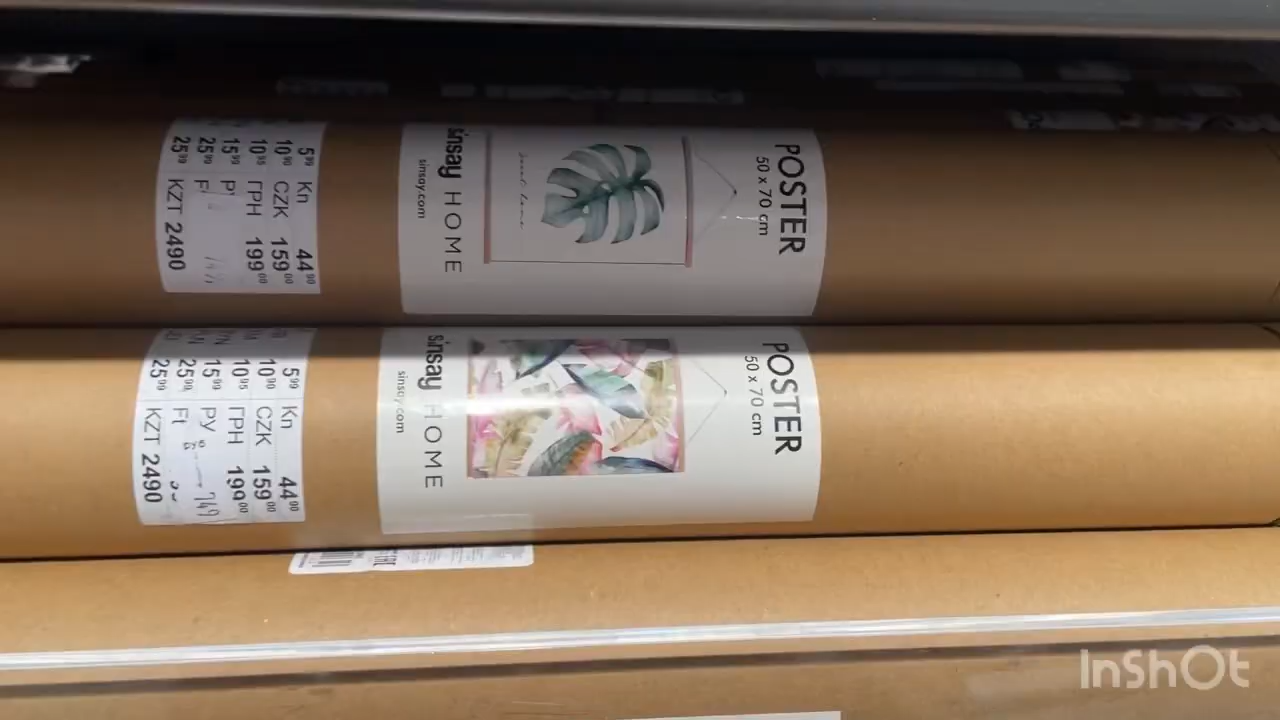 POSTER
50 x 70 cm
sinsay HOME
sinsay.com
5⁹⁹ Kn 44⁹⁰
10⁹⁰ CZK 159⁰⁰
10⁹⁵ ГРН 199⁰⁰
15⁹⁹
25⁹⁹
25⁹⁹ KZT 2490
POSTER
50 x 70 cm
sinsay HOME
sinsay.com
5⁹⁹ Kn 44⁹⁰
10⁹⁰ CZK 159⁰⁰
10⁹⁵ ГРН 199⁰⁰
15⁹⁹ РУ
25⁹⁹ Ft
25⁹⁹ KZT 2490
InShOt